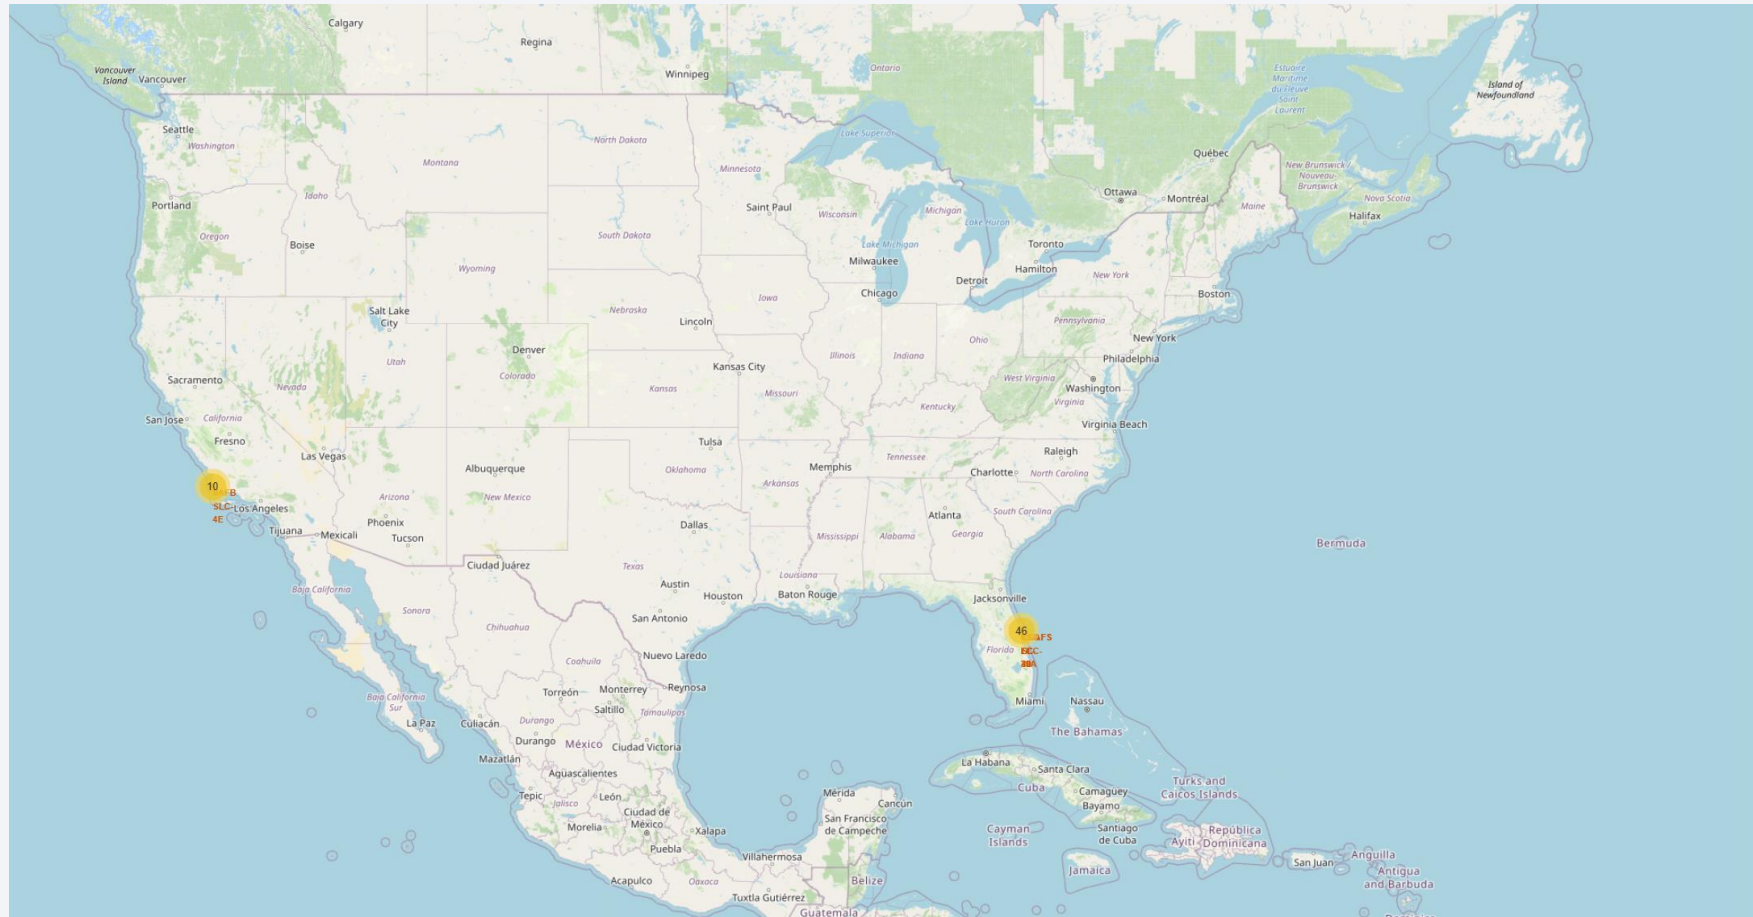 Calgary
Regina
Winnipeg
Ontario
Estuaire
Maritime
du fleuve
Saint
Laurent
Island of
Newfoundland
Vancouver
Island
Vancouver
Seattle
Washington
North Dakota
Montana
Minnesota
Lake Superior
Québec
New Brunswick /
Nouveau-
Brunswick
Nova Scotia
Halifax
Idaho
Portland
Oregon
Boise
Saint Paul
Wisconsin
South Dakota
Michigan
Lake Huron
Ottawa
Montréal
Maine
Wyoming
Lake Michigan
Milwaukee
Toronto
Hamilton
New York
Detroit
Chicago
Boston
Iowa
Salt Lake
City
Nebraska
Lincoln
Pennsylvania
New York
Denver
Utah
Illinois
Indiana
Ohio
Philadelphia
Kansas City
Colorado
West Virginia
Washington
Sacramento
Nevada
Kansas
Missouri
Kentucky
Virginia
San Jose
California
Virginia Beach
Fresno
Las Vegas
Tulsa
Raleigh
Albuquerque
Oklahoma
Memphis
Tennessee
Charlotte
North Carolina
10
Arkansas
Arizona
New Mexico
SLC-
4E
Los Angeles
Phoenix
Atlanta
South Carolina
Tijuana
Mexicali
Tucson
Dallas
Mississippi
Alabama
Georgia
Bermuda
Ciudad Juárez
Texas
Louisiana
Baja California
Austin
Houston
Baton Rouge
Jacksonville
Sonora
San Antonio
Chihuahua
46
Florida
Nuevo Laredo
Coahuila
Reynosa
Torreón
Monterrey
Saltillo
Miami
Nassau
Baja California
Sur
Tamaulipas
La Paz
Culiacán
Durango
The Bahamas
Durango
México
Ciudad Victoria
Mazatlán
La Habana
Santa Clara
Aguascalientes
Cuba
Turks and
Caicos Islands
Tepic
León
Jalisco
Mérida
Cancún
Camaguey
Bayamo
Ciudad de
México
San Francisco
de Campeche
Morelia
Xalapa
Cayman
Islands
Santiago
de Cuba
Ayiti
República
Dominicana
Puebla
Villahermosa
San Juan
Anguilla
Jamaica
Antigua
and Barbuda
Acapulco
Oaxaca
Belize
Tuxtla Gutiérrez
Guatemala